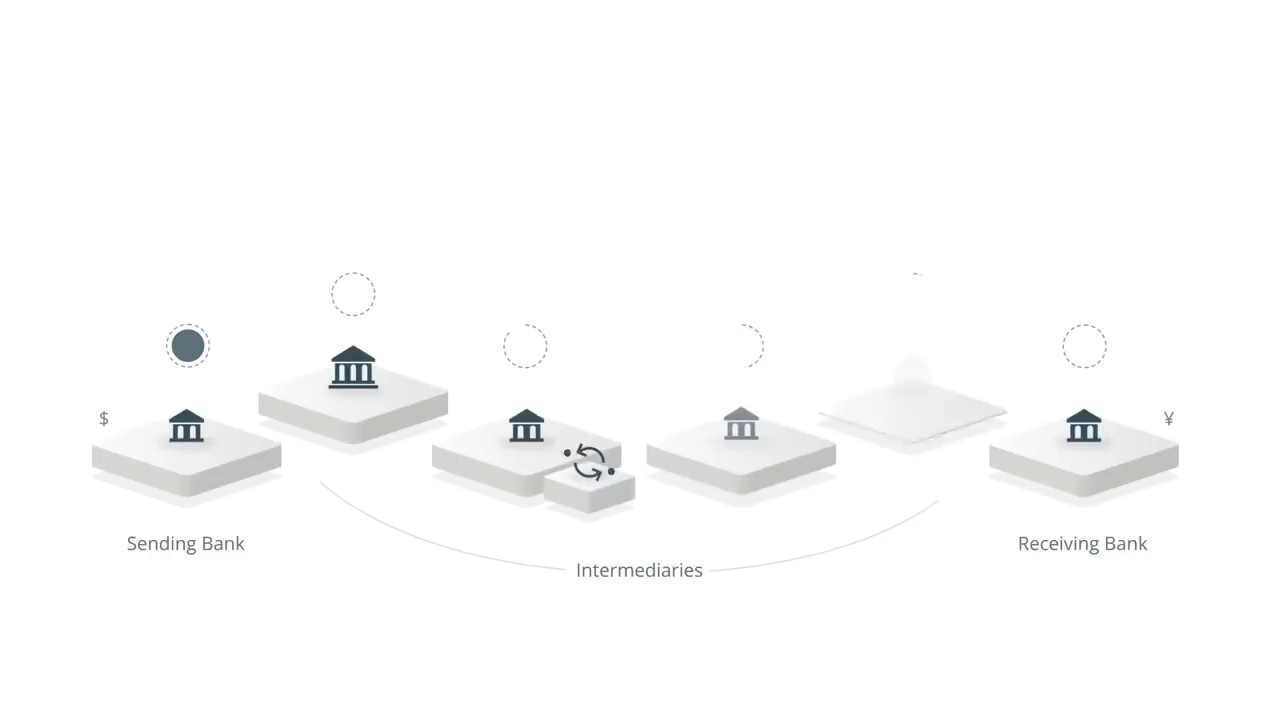 $
¥
Sending Bank
Receiving Bank
Intermediaries